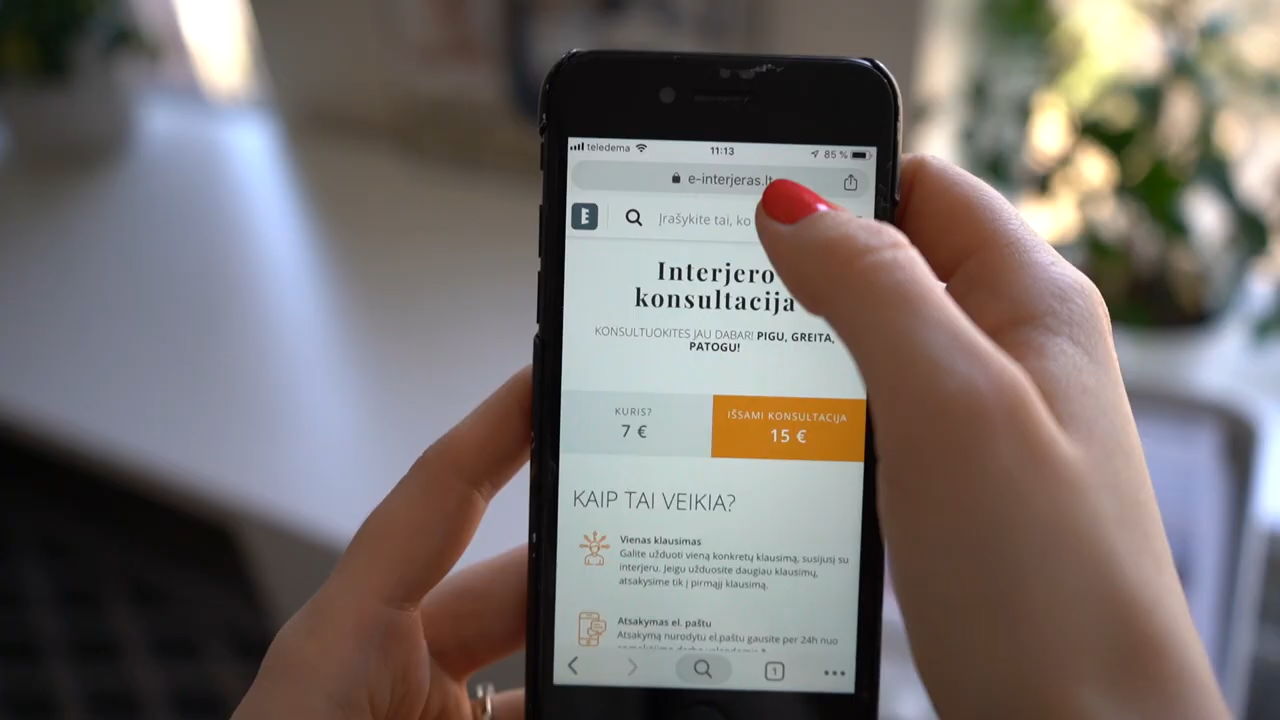 teledema 11:13 85 %
e-interjeras.lt
E Įrašykite tai, ko
Interjero
konsultacija
KONSULTUOKITĖS JAU DABAR! PIGU, GREITA,
PATOGU!
KURIS? IŠSAMI KONSULTACIJA
7 € 15 €
KAIP TAI VEIKIA?
Vienas klausimas
Galite užduoti vieną konkretų klausimą, susijusį su
interjeru. Jeigu užduosite daugiau klausimų,
atsakysime tik į pirmąjį klausimą.
Atsakymas el. paštu
Atsakymą nurodytu el.paštu gausite per 24h nuo
1